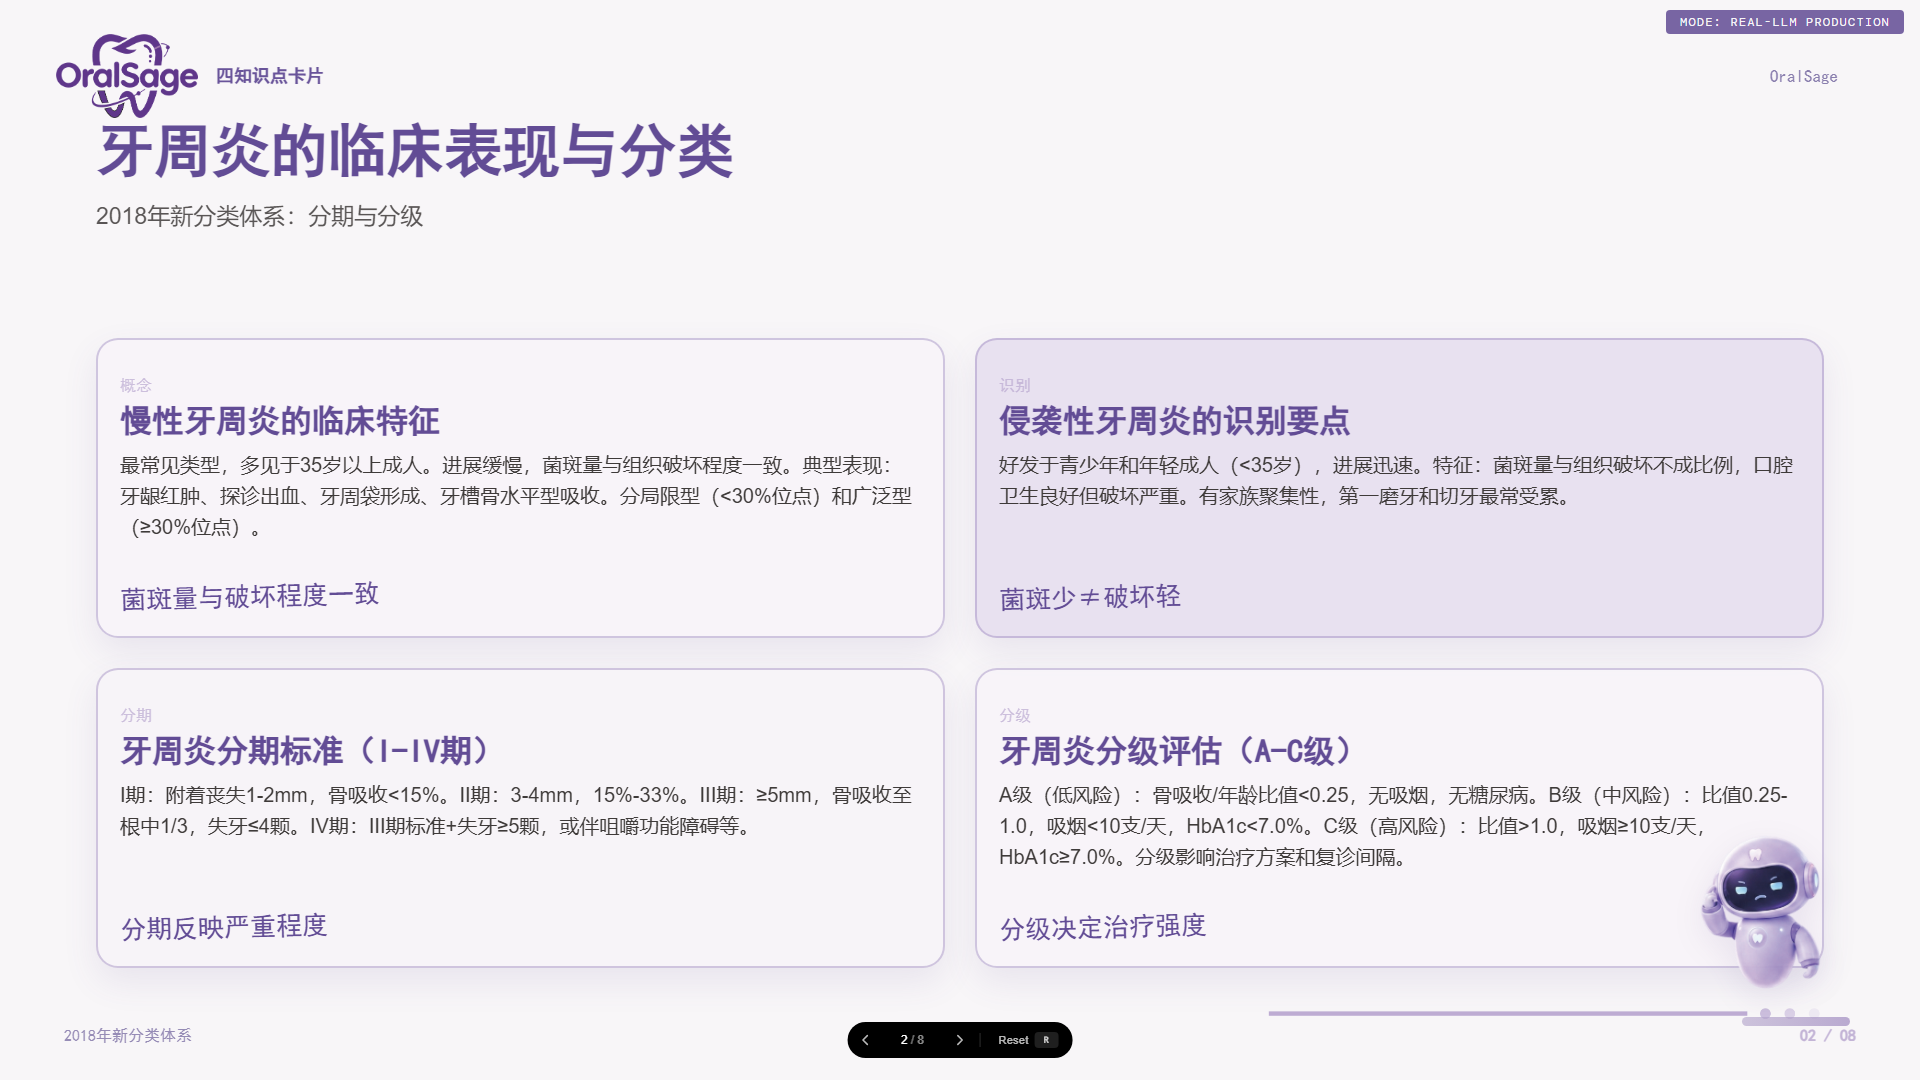 MODE: REAL-LLM PRODUCTION
OralSage
四知识点卡片
OralSage
牙周炎的临床表现与分类
2018年新分类体系：分期与分级
概念
慢性牙周炎的临床特征
最常见类型，多见于35岁以上成人。进展缓慢，菌斑量与组织破坏程度一致。典型表现：
牙龈红肿、探诊出血、牙周袋形成、牙槽骨水平型吸收。分局限型（<30%位点）和广泛型
（≥30%位点）。
菌斑量与破坏程度一致
识别
侵袭性牙周炎的识别要点
好发于青少年和年轻成人（<35岁），进展迅速。特征：菌斑量与组织破坏不成比例，口腔
卫生良好但破坏严重。有家族聚集性，第一磨牙和切牙最常受累。
菌斑少≠破坏轻
分期
牙周炎分期标准（I-IV期）
I期：附着丧失1-2mm，骨吸收<15%。II期：3-4mm，15%-33%。III期：≥5mm，骨吸收至
根中1/3，失牙≤4颗。IV期：III期标准+失牙≥5颗，或伴咀嚼功能障碍等。
分期反映严重程度
分级
牙周炎分级评估（A-C级）
A级（低风险）：骨吸收/年龄比值<0.25，无吸烟，无糖尿病。B级（中风险）：比值0.25-
1.0，吸烟<10支/天，HbA1c<7.0%。C级（高风险）：比值>1.0，吸烟≥10支/天，
HbA1c≥7.0%。分级影响治疗方案和复诊间隔。
分级决定治疗强度
2018年新分类体系
2 / 8
Reset R
02 / 08